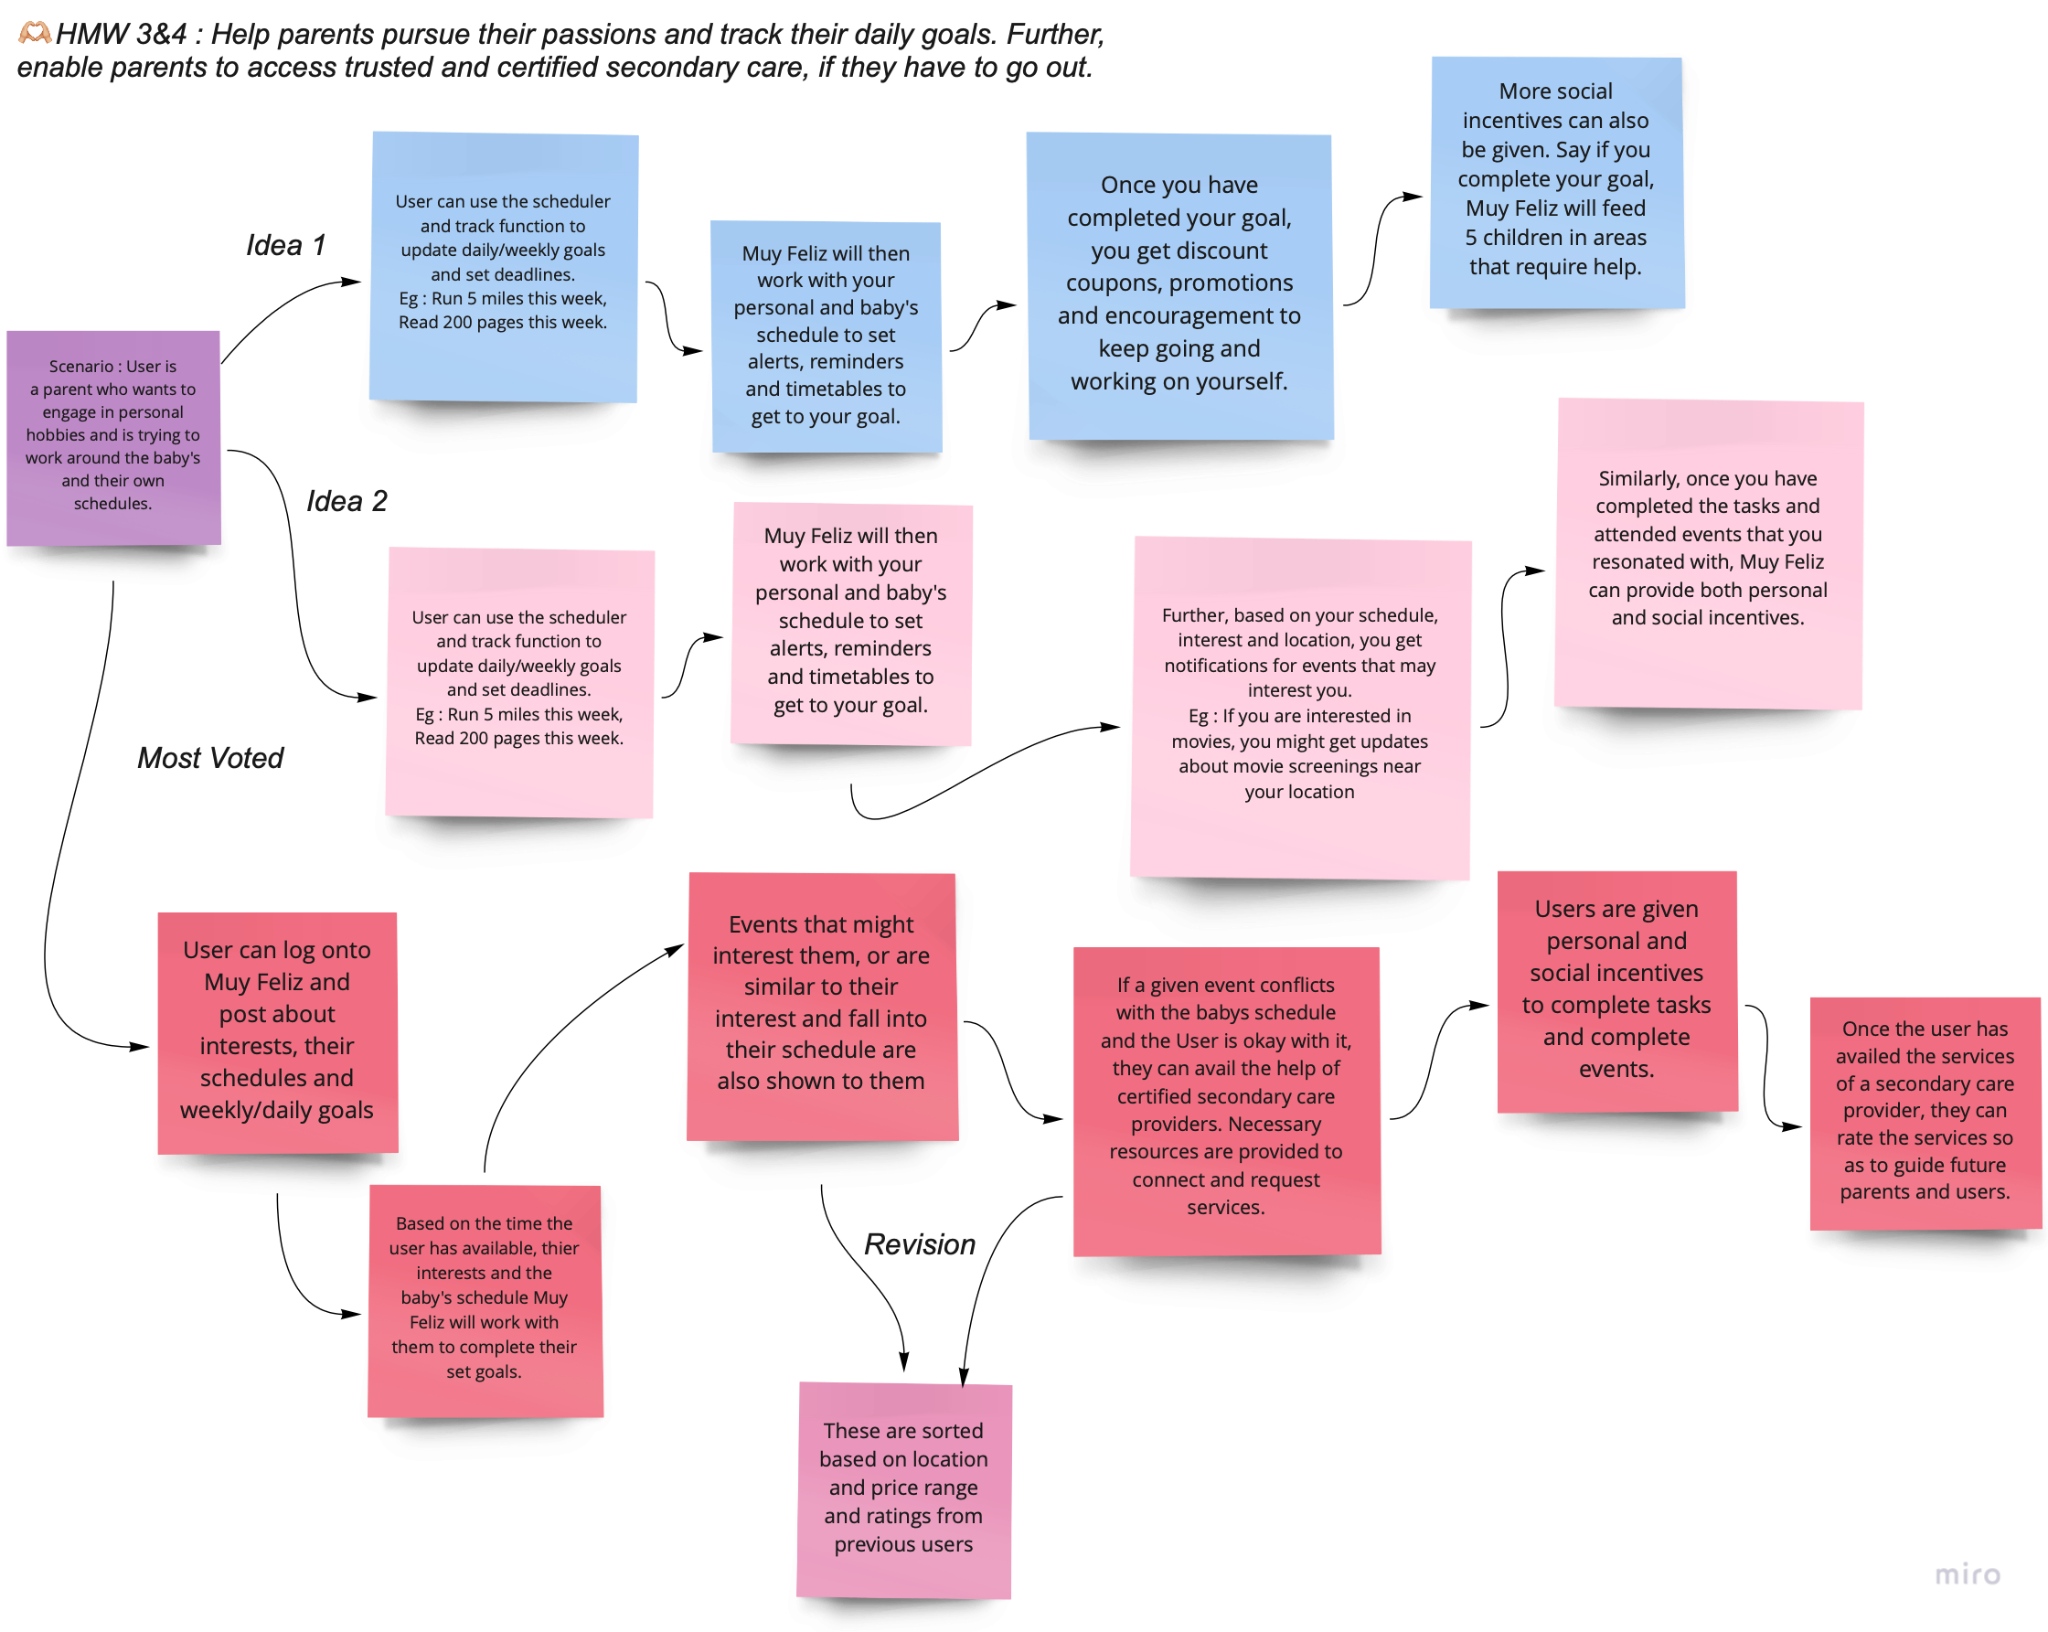 🫶🏼HMW 3&4 : Help parents pursue their passions and track their daily goals. Further,
enable parents to access trusted and certified secondary care, if they have to go out.
Idea 1
User can use the scheduler
and track function to
update daily/weekly goals
and set deadlines.
Eg : Run 5 miles this week,
Read 200 pages this week.
Muy Feliz will then
work with your
personal and baby's
schedule to set
alerts, reminders
and timetables to
get to your goal.
Once you have
completed your goal,
you get discount
coupons, promotions
and encouragement to
keep going and
working on yourself.
More social
incentives can also
be given. Say if you
complete your goal,
Muy Feliz will feed
5 children in areas
that require help.
Scenario : User is
a parent who wants to
engage in personal
hobbies and is trying to
work around the baby's
and their own
schedules.
Idea 2
User can use the scheduler
and track function to
update daily/weekly goals
and set deadlines.
Eg : Run 5 miles this week,
Read 200 pages this week.
Muy Feliz will then
work with your
personal and baby's
schedule to set
alerts, reminders
and timetables to
get to your goal.
Further, based on your schedule,
interest and location, you get
notifications for events that may
interest you.
Eg : If you are interested in
movies, you might get updates
about movie screenings near
your location
Similarly, once you have
completed the tasks and
attended events that you
resonated with, Muy Feliz
can provide both personal
and social incentives.
Most Voted
User can log onto
Muy Feliz and
post about
interests, their
schedules and
weekly/daily goals
Based on the time the
user has available, thier
interests and the
baby's schedule Muy
Feliz will work with
them to complete their
set goals.
Events that might
interest them, or are
similar to their
interest and fall into
their schedule are
also shown to them
If a given event conflicts
with the babys schedule
and the User is okay with it,
they can avail the help of
certified secondary care
providers. Necessary
resources are provided to
connect and request
services.
Users are given
personal and
social incentives
to complete tasks
and complete
events.
Once the user has
availed the services
of a secondary care
provider, they can
rate the services so
as to guide future
parents and users.
Revision
These are sorted
based on location
and price range
and ratings from
previous users
miro